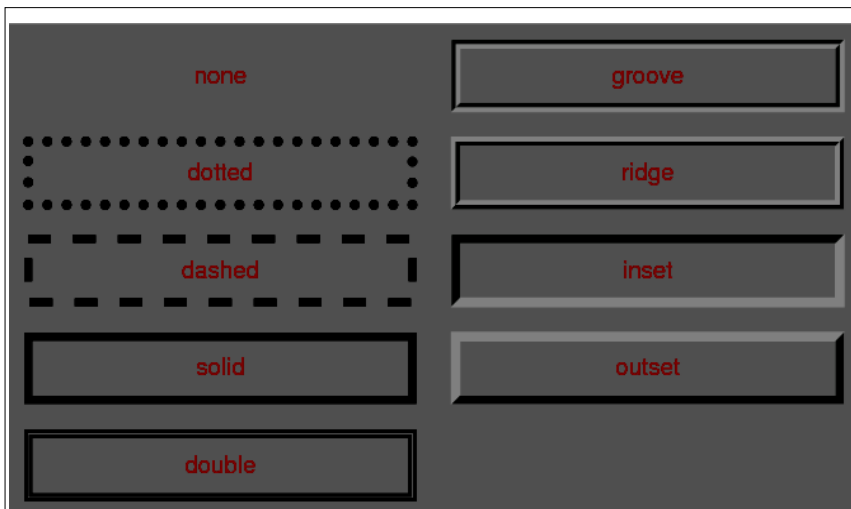 none
groove
dotted
ridge
dashed
inset
solid
outset
double